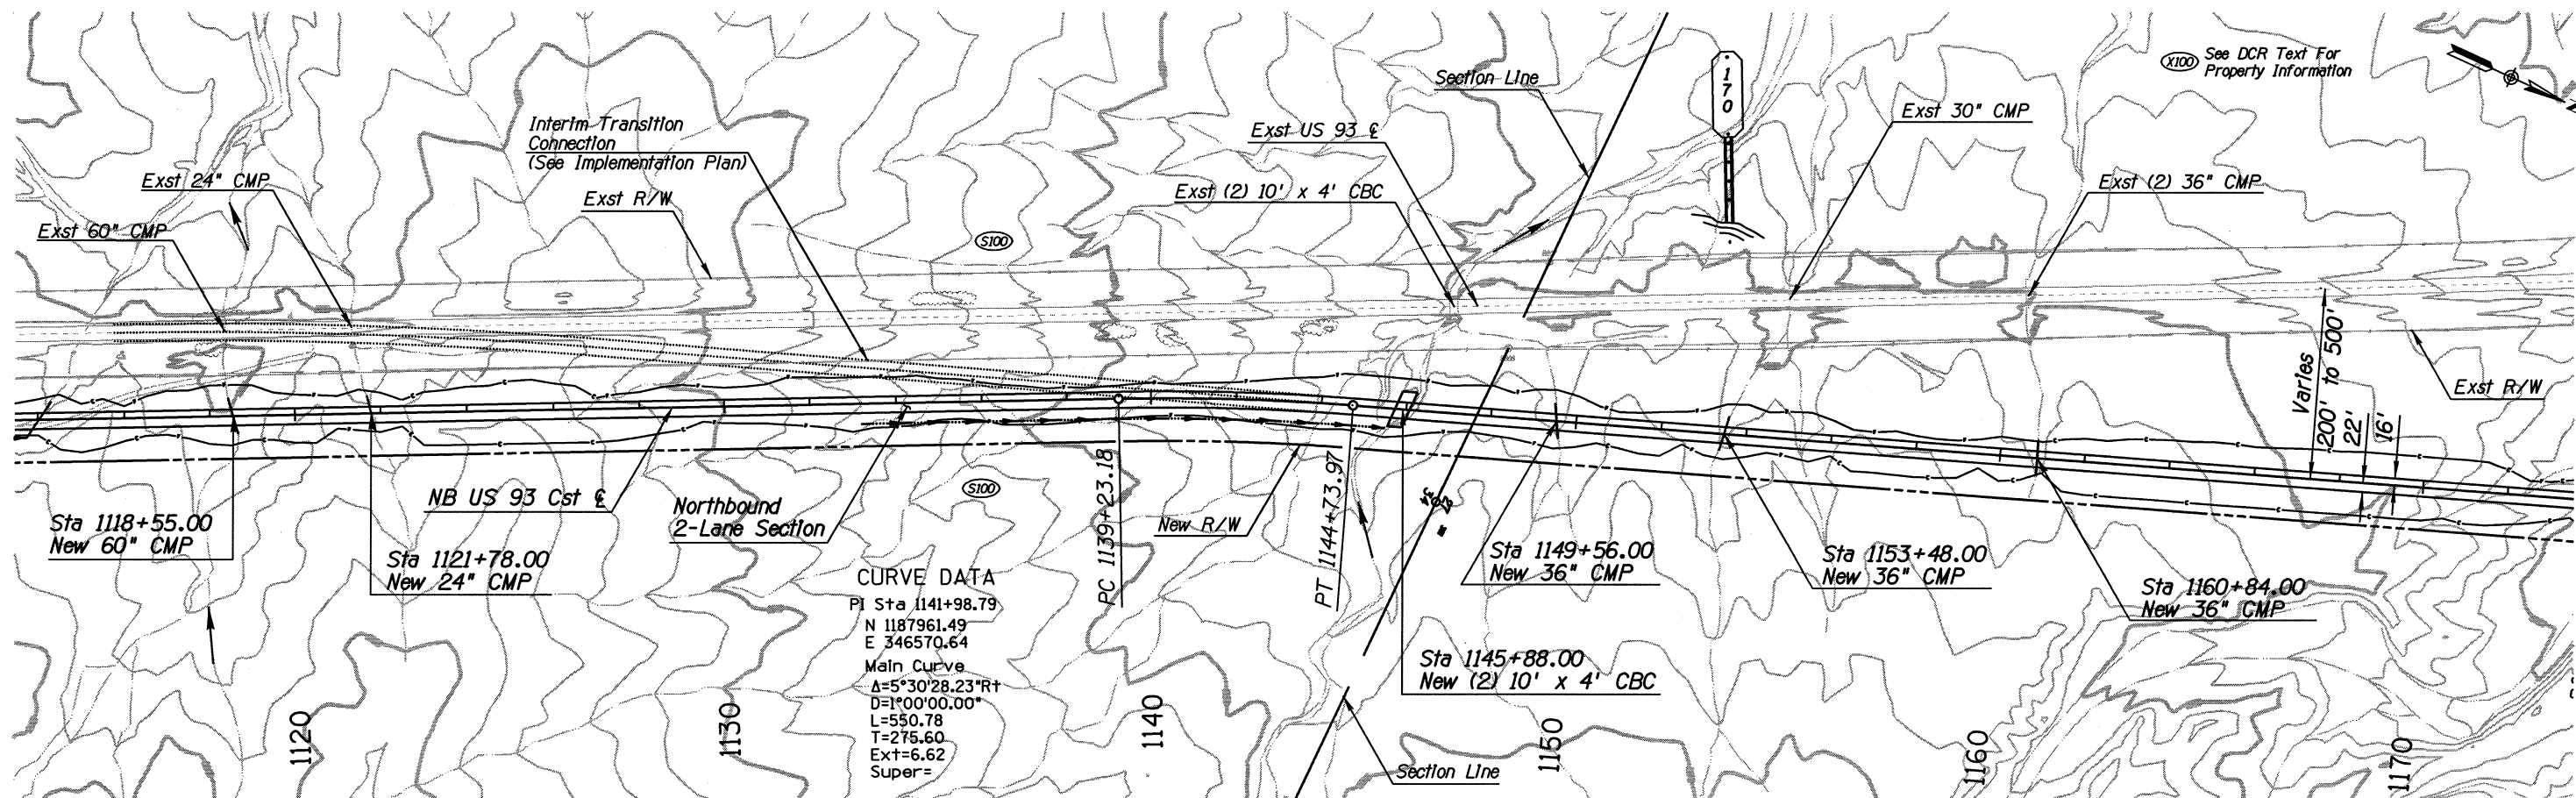 See DCR Text For
Property Information
X100
Section Line
170
Exst 30" CMP
Interim Transition
Connection
(See Implementation Plan)
Exst US 93 ℄
Exst 24" CMP
Exst R/W
Exst (2) 10' x 4' CBC
Exst (2) 36" CMP
Exst 60" CMP
S100
Varies
200' to 500'
22'
16'
Exst R/W
NB US 93 Cst ℄
Northbound
2-Lane Section
S100
New R/W
PC 1139+23.18
PT 1144+73.97
Sta 1118+55.00
New 60" CMP
Sta 1121+78.00
New 24" CMP
Sta 1149+56.00
New 36" CMP
Sta 1153+48.00
New 36" CMP
Sta 1160+84.00
New 36" CMP
CURVE DATA
PI Sta 1141+98.79
N 1187961.49
E 346570.64
Main Curve
Δ=5°30'28.23"Rt
D=1°00'00.00"
L=550.78
T=275.60
Ext=6.62
Super=
Sta 1145+88.00
New (2) 10' x 4' CBC
Section Line
1120
1130
1140
1150
1160
1170